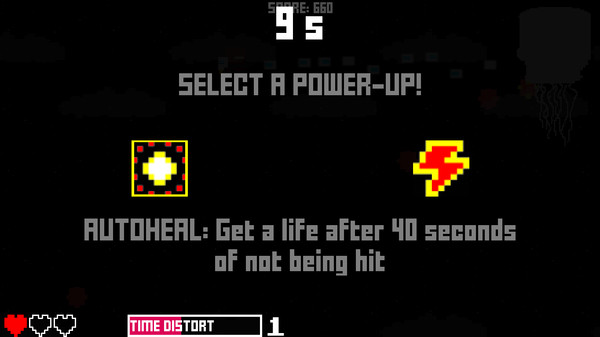 SCORE: 660
9 s
SELECT A POWER-UP!
AUTOHEAL: Get a life after 40 seconds
of not being hit
TIME DISTORT 1